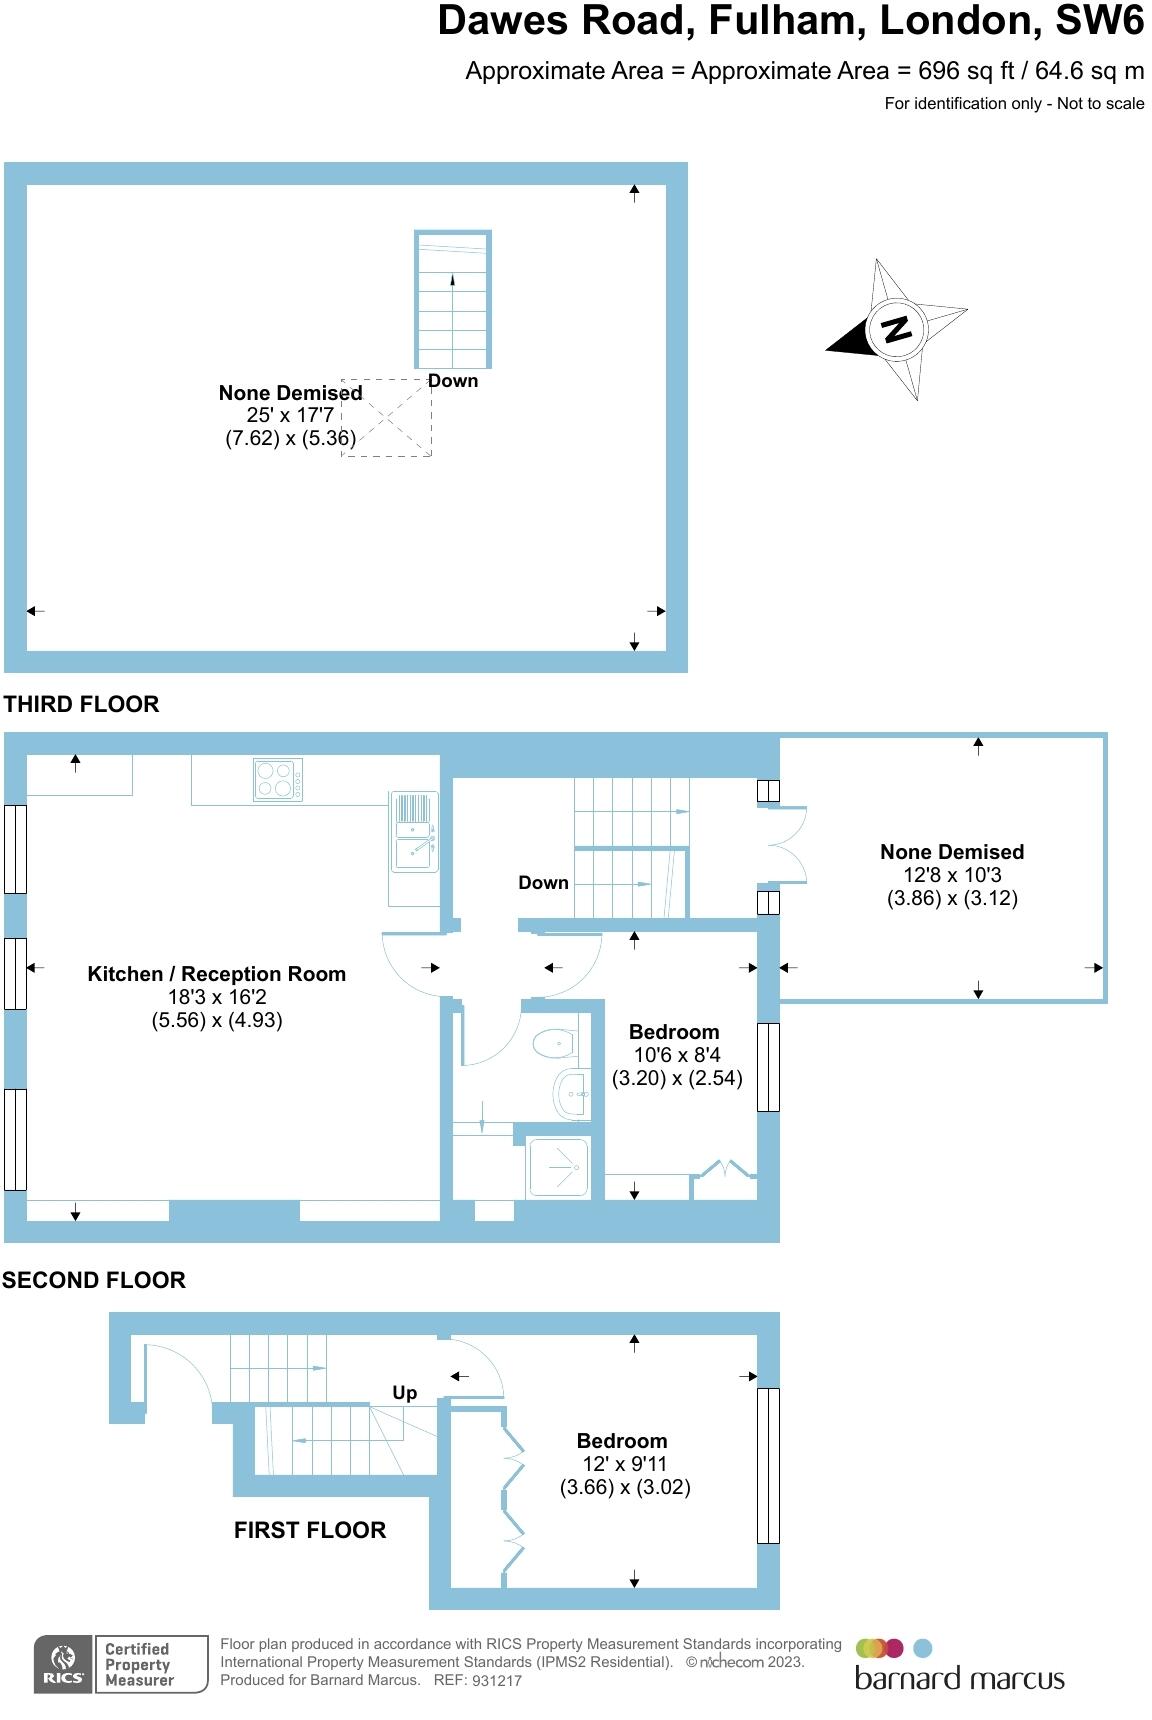 Dawes Road, Fulham, London, SW6
Approximate Area = Approximate Area = 696 sq ft / 64.6 sq m
For identification only - Not to scale
N
Down
None Demised
25' x 17'7
(7.62) x (5.36)
THIRD FLOOR
None Demised
12'8 x 10'3
(3.86) x (3.12)
Down
Kitchen / Reception Room
18'3 x 16'2
(5.56) x (4.93)
Bedroom
10'6 x 8'4
(3.20) x (2.54)
SECOND FLOOR
Up
Bedroom
12' x 9'11
(3.66) x (3.02)
FIRST FLOOR
RICS
Certified
Property
Measurer
Floor plan produced in accordance with RICS Property Measurement Standards incorporating
International Property Measurement Standards (IPMS2 Residential). © nichecom 2023.
Produced for Barnard Marcus. REF: 931217
barnard marcus